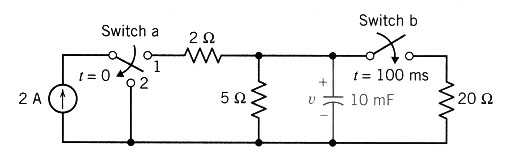 Switch a
Switch b
2 Ω
t = 0
1
2
t = 100 ms
2 A
5 Ω
+
υ
−
10 mF
20 Ω